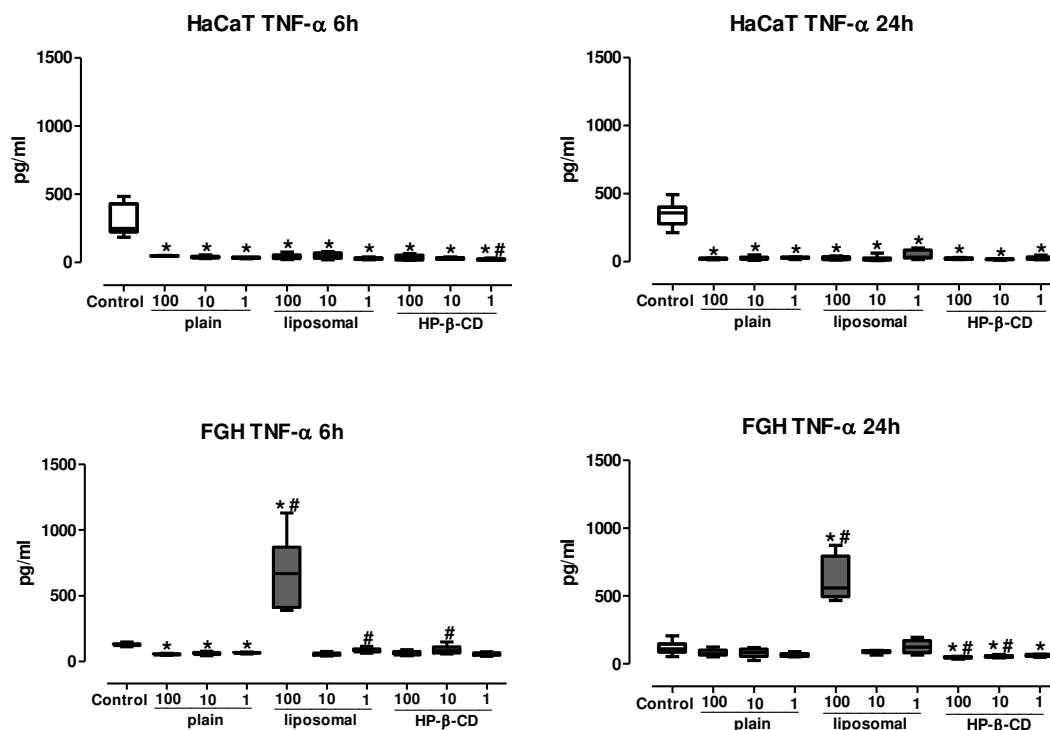 HaCaT TNF-α 6h
1500
1000
500
0
pg/ml
* * * * * * * * * #
Control 100 10 1 100 10 1 100 10 1
plain liposomal HP-β-CD
HaCaT TNF-α 24h
1500
1000
500
0
pg/ml
* * * * * * * * *
Control 100 10 1 100 10 1 100 10 1
plain liposomal HP-β-CD
FGH TNF-α 6h
1500
1000
500
0
pg/ml
* #
* * * # #
Control 100 10 1 100 10 1 100 10 1
plain liposomal HP-β-CD
FGH TNF-α 24h
1500
1000
500
0
pg/ml
* #
* # * # *
Control 100 10 1 100 10 1 100 10 1
plain liposomal HP-β-CD